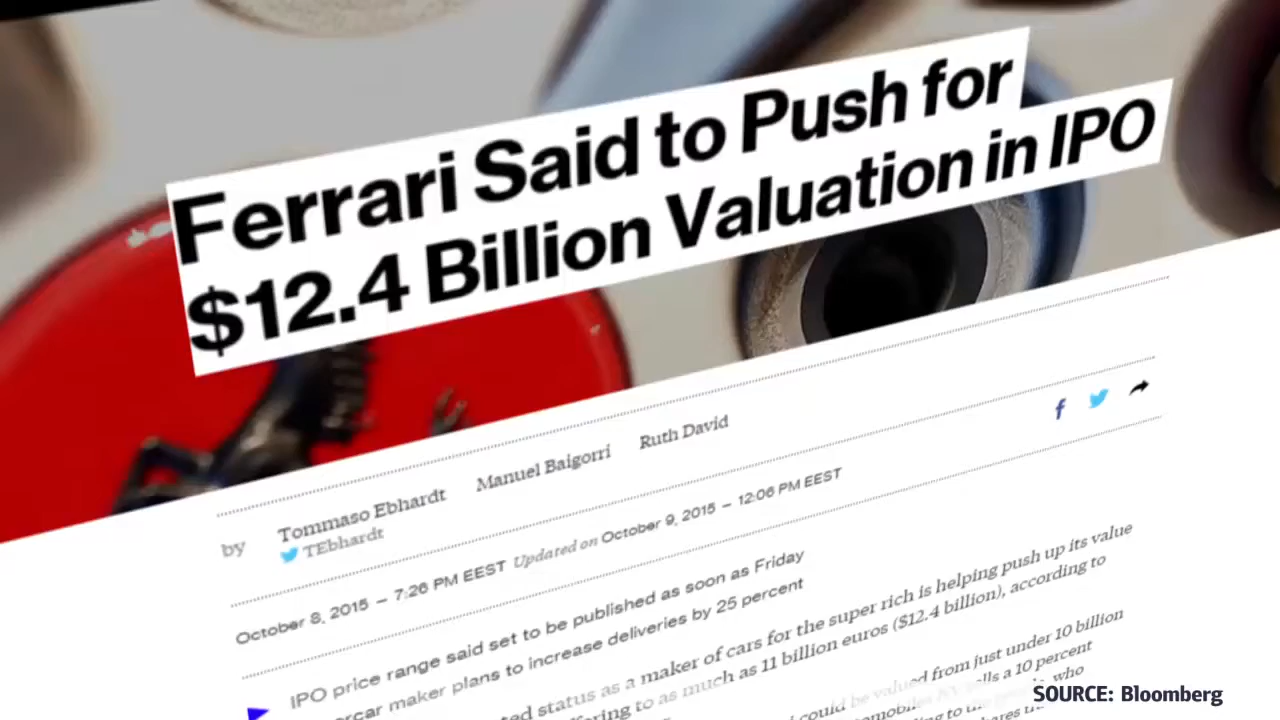 Ferrari Said to Push for
$12.4 Billion Valuation in IPO
by Tommaso Ebhardt Manuel Baigorri Ruth David
TEbhardt
October 8, 2015 – 7:26 PM EEST Updated on October 9, 2015 – 12:06 PM EEST
IPO price range said set to be published as soon as Friday
car maker plans to increase deliveries by 25 percent
status as a maker of cars for the super rich is helping push up its value
to as much as 11 billion euros ($12.4 billion), according to
could be valued from just under 10 billion
a 10 percent
who
SOURCE: Bloomberg